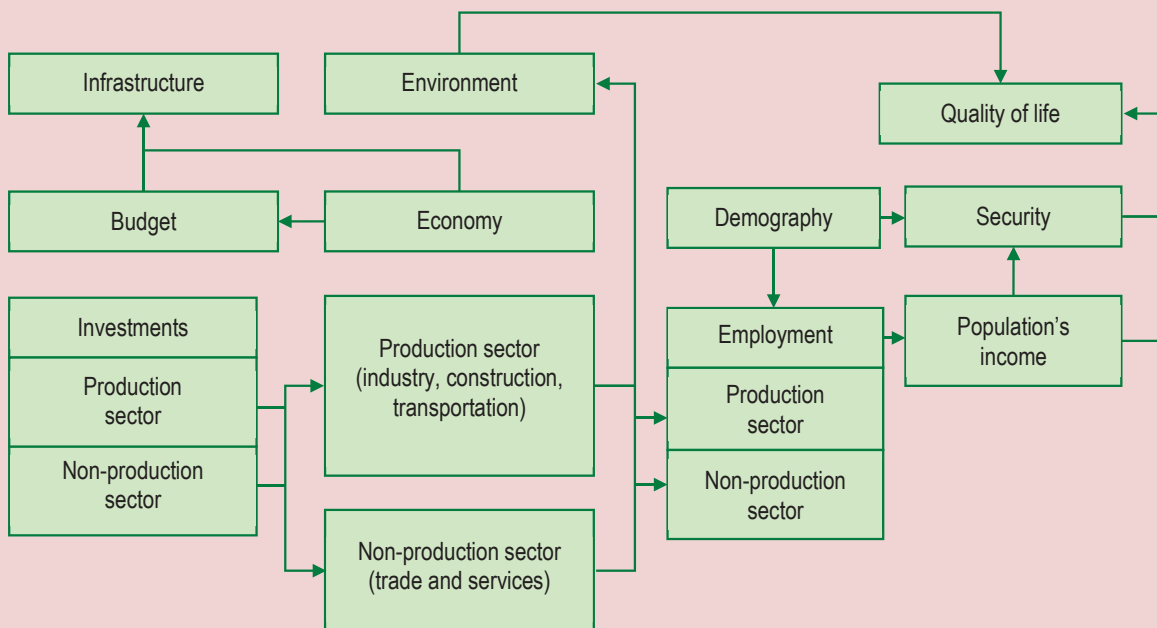 Infrastructure
Environment
Quality of life
Budget
Economy
Demography
Security
Investments
Production
sector
Non-production
sector
Production sector
(industry, construction,
transportation)
Non-production sector
(trade and services)
Employment
Production
sector
Non-production
sector
Population's
income